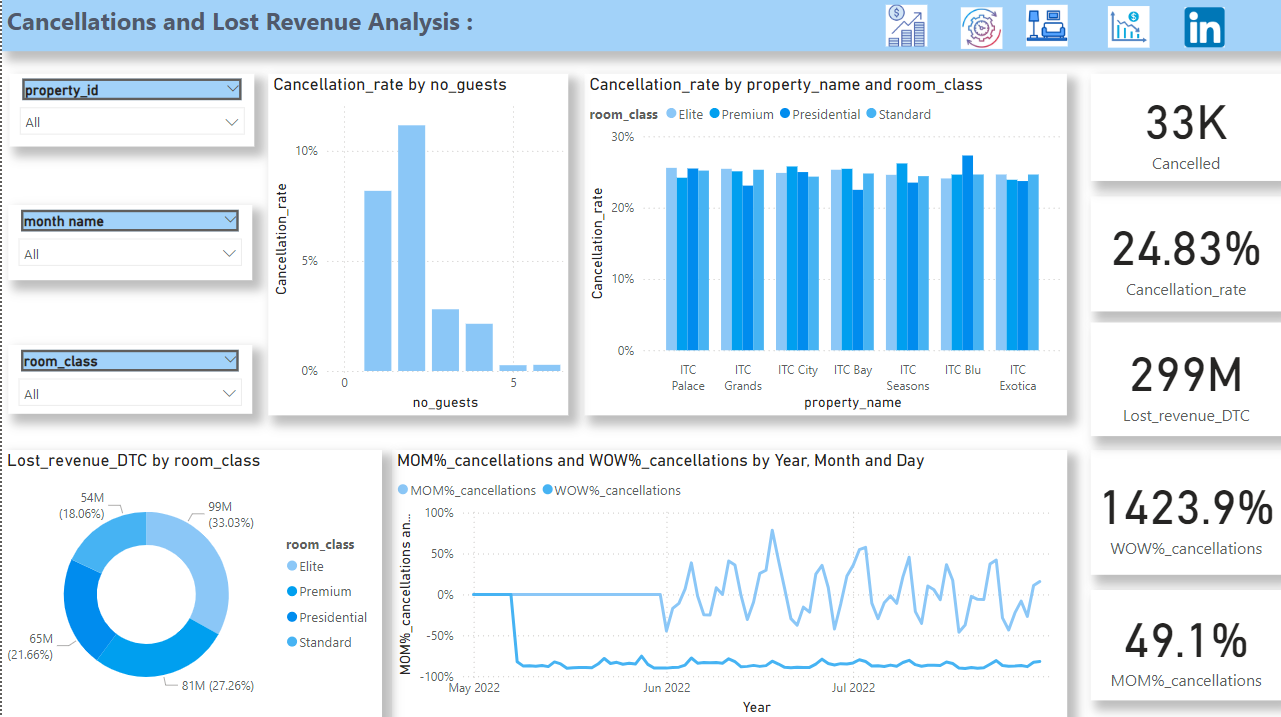 Cancellations and Lost Revenue Analysis :
in
property_id
All
month name
All
room_class
All
Cancellation_rate by no_guests
Cancellation_rate
10%
5%
0%
0
5
no_guests
Cancellation_rate by property_name and room_class
room_class Elite Premium Presidential Standard
Cancellation_rate
30%
20%
10%
0%
ITC Palace
ITC Grands
ITC City
ITC Bay
ITC Seasons
ITC Blu
ITC Exotica
property_name
33K
Cancelled
24.83%
Cancellation_rate
299M
Lost_revenue_DTC
1423.9%
WOW%_cancellations
49.1%
MOM%_cancellations
Lost_revenue_DTC by room_class
54M
(18.06%)
99M
(33.03%)
65M
(21.66%)
81M (27.26%)
room_class
Elite
Premium
Presidential
Standard
MOM%_cancellations and WOW%_cancellations by Year, Month and Day
MOM%_cancellations WOW%_cancellations
MOM%_cancellations an...
100%
50%
0%
-50%
-100%
May 2022
Jun 2022
Jul 2022
Year